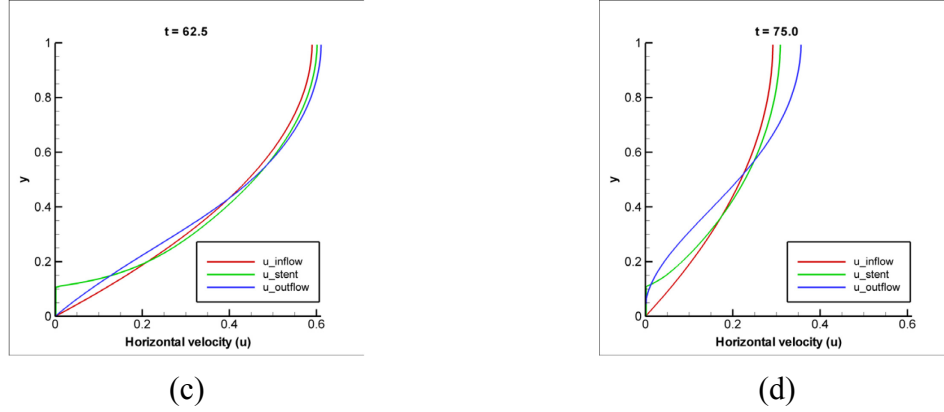 t = 62.5
y
1
0.8
0.6
0.4
0.2
0
0 0.2 0.4 0.6
Horizontal velocity (u)
u_inflow
u_stent
u_outflow
(c)
t = 75.0
y
1
0.8
0.6
0.4
0.2
0
0 0.2 0.4 0.6
Horizontal velocity (u)
u_inflow
u_stent
u_outflow
(d)